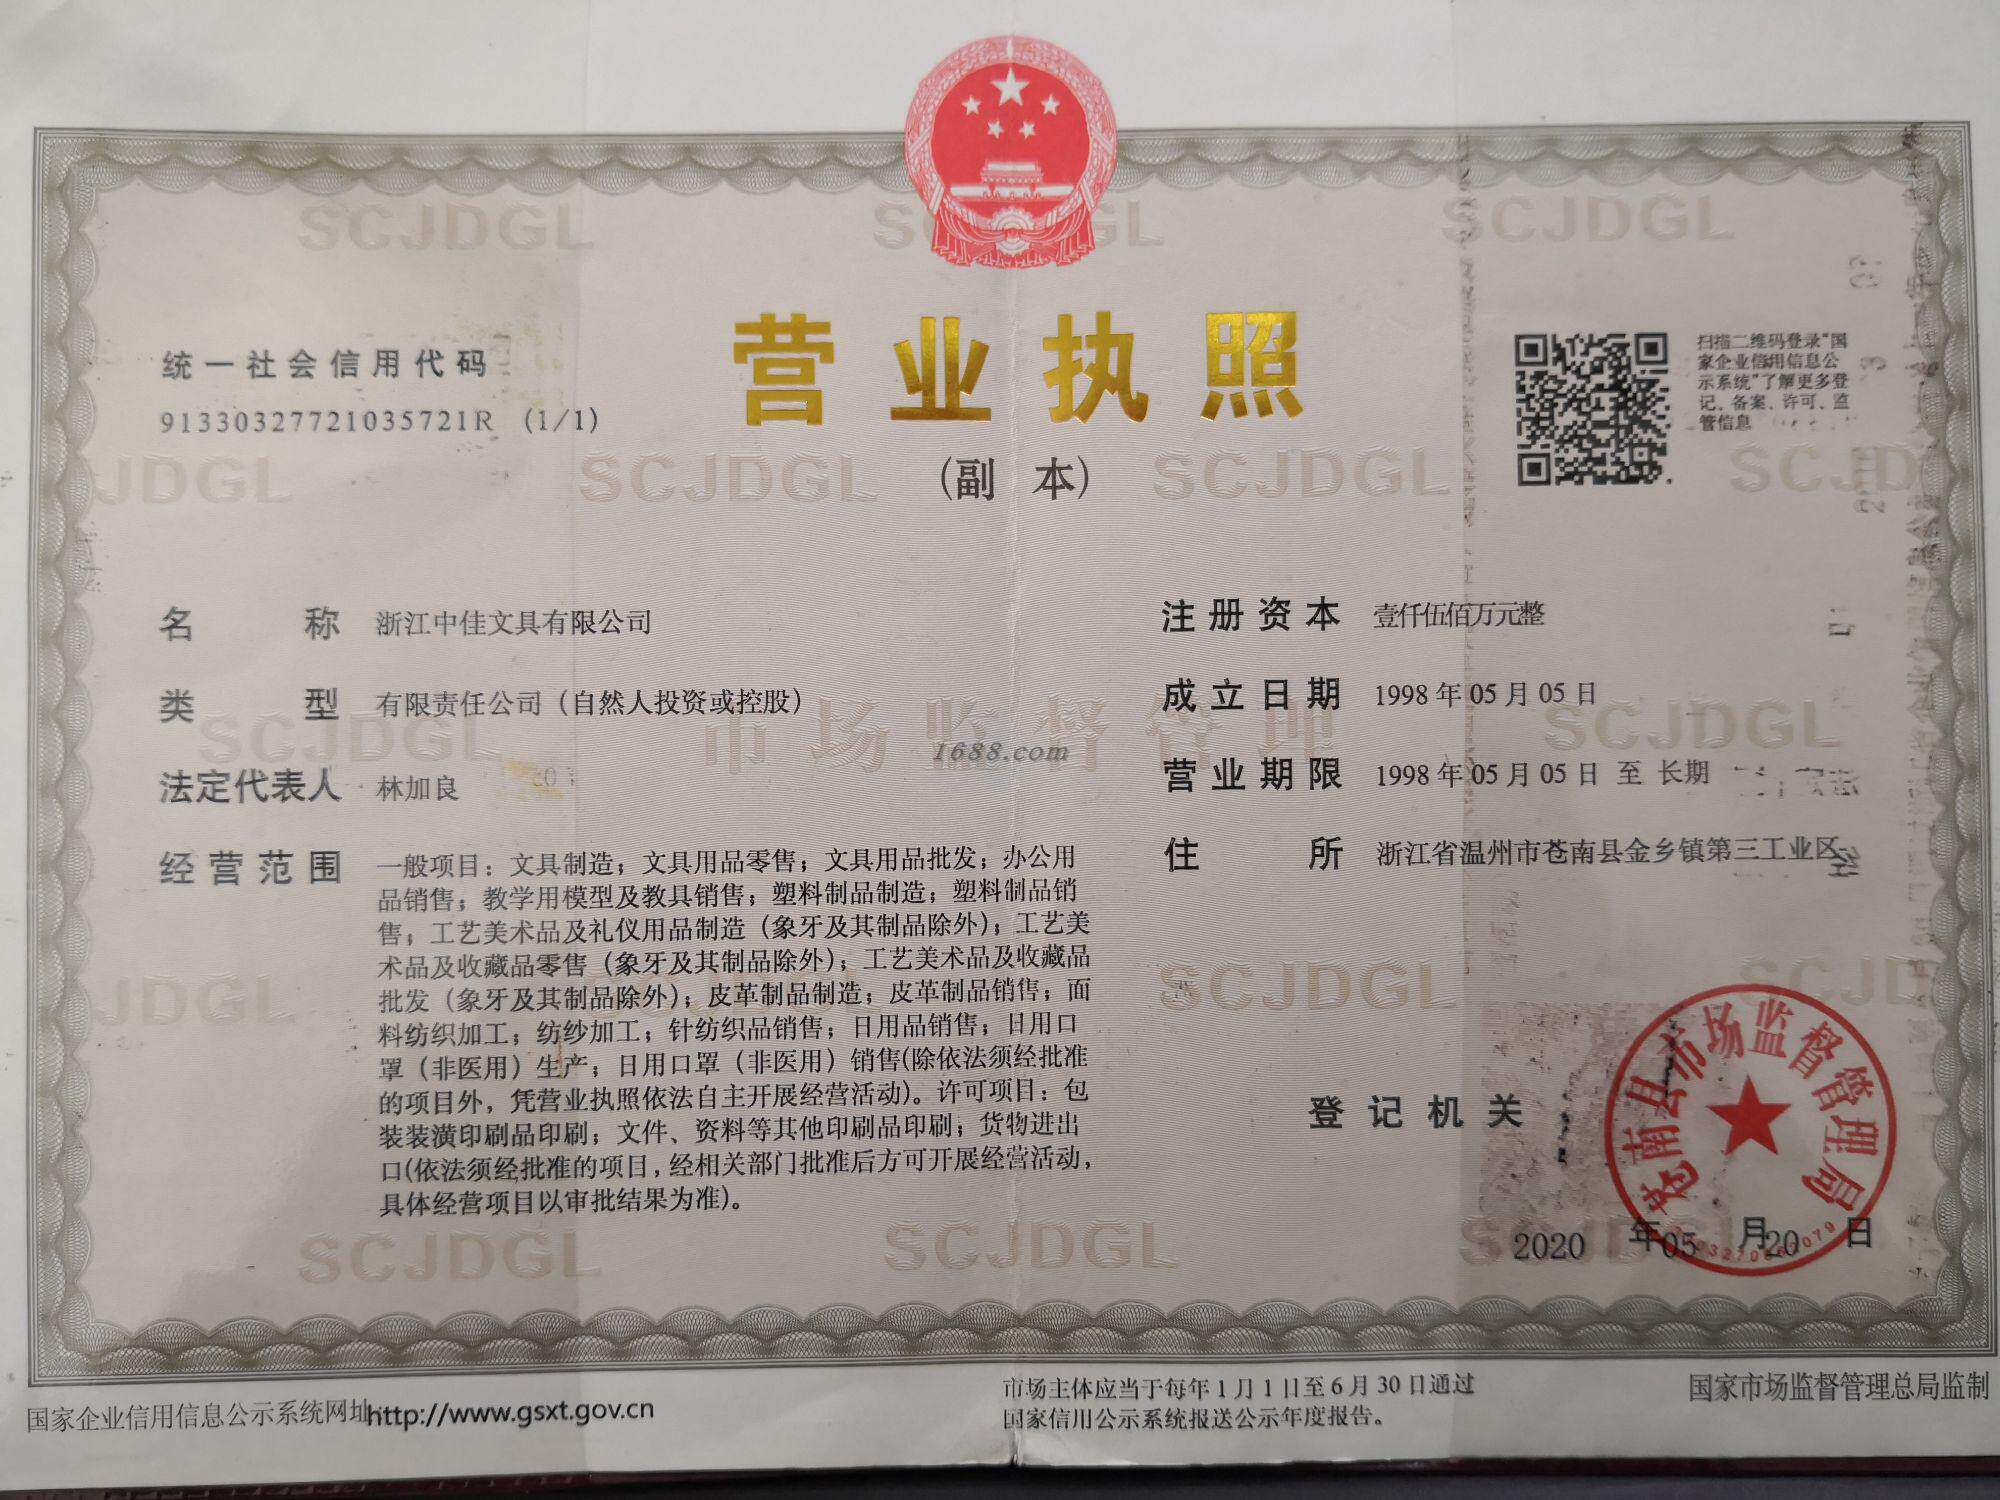 统一社会信用代码
91330327721035721R (1/1)
营业执照
(副 本)
扫描二维码登录"国
家企业信用信息公
示系统"了解更多登
记、备案、许可、监
管信息
名 称 浙江中佳文具有限公司
类 型 有限责任公司（自然人投资或控股）
法定代表人 林加良
经营范围 一般项目：文具制造；文具用品零售；文具用品批发；办公用
品销售；教学用模型及教具销售；塑料制品制造；塑料制品销
售；工艺美术品及礼仪用品制造（象牙及其制品除外）；工艺美
术品及收藏品零售（象牙及其制品除外）；工艺美术品及收藏品
批发（象牙及其制品除外）；皮革制品制造；皮革制品销售；面
料纺织加工；纺纱加工；针纺织品销售；日用品销售；日用口
罩（非医用）生产；日用口罩（非医用）销售(除依法须经批准
的项目外，凭营业执照依法自主开展经营活动)。许可项目：包
装装潢印刷品印刷；文件、资料等其他印刷品印刷；货物进出
口(依法须经批准的项目,经相关部门批准后方可开展经营活动,
具体经营项目以审批结果为准)。
注册资本 壹仟伍佰万元整
成立日期 1998年05月05日
营业期限 1998年05月05日 至 长期
住 所 浙江省温州市苍南县金乡镇第三工业区
市场监督管理
1688.com
SCJDGL
登记机关
苍南县市场监督管理局
2020 年05 月20 日
国家企业信用信息公示系统网址http://www.gsxt.gov.cn
市场主体应当于每年1月1日至6月30日通过
国家信用公示系统报送公示年度报告。
国家市场监督管理总局监制